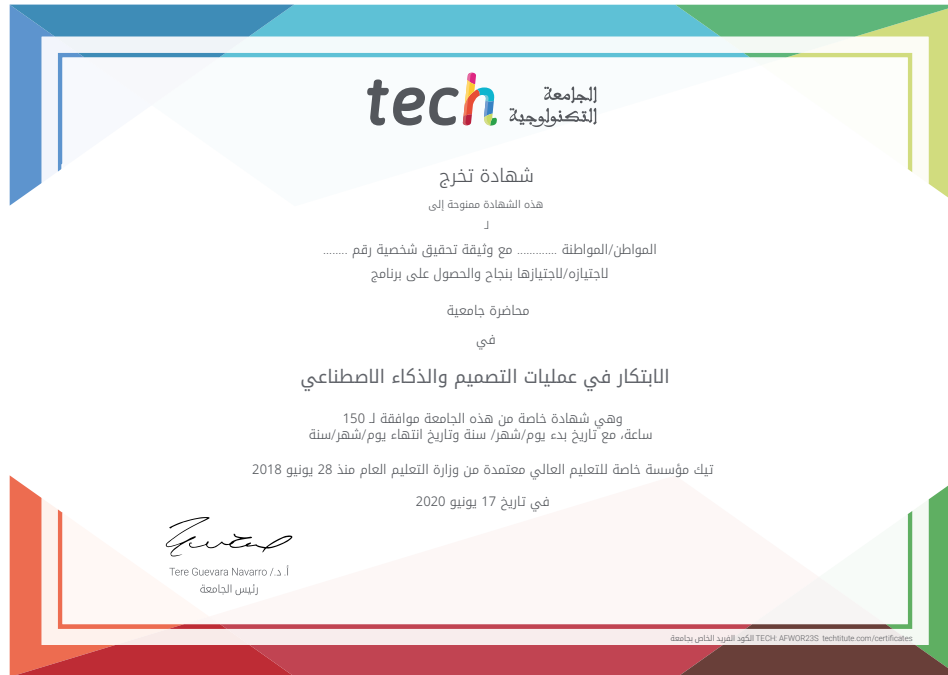 tech الجامعة
التكنولوجية
شهادة تخرج
هذه الشهادة ممنوحة إلى
لـ
المواطن/المواطنة ............. مع وثيقة تحقيق شخصية رقم ........
لاجتيازه/لاجتيازها بنجاح والحصول على برنامج
محاضرة جامعية
في
الابتكار في عمليات التصميم والذكاء الاصطناعي
وهي شهادة خاصة من هذه الجامعة موافقة لـ 150
ساعة، مع تاريخ بدء يوم/شهر/ سنة وتاريخ انتهاء يوم/شهر/سنة
تيك مؤسسة خاصة للتعليم العالي معتمدة من وزارة التعليم العام منذ 28 يونيو 2018
في تاريخ 17 يونيو 2020
أ. د./ Tere Guevara Navarro
رئيس الجامعة
الكود الفريد الخاص بجامعة TECH: AFWOR23S techtitute.com/certificates